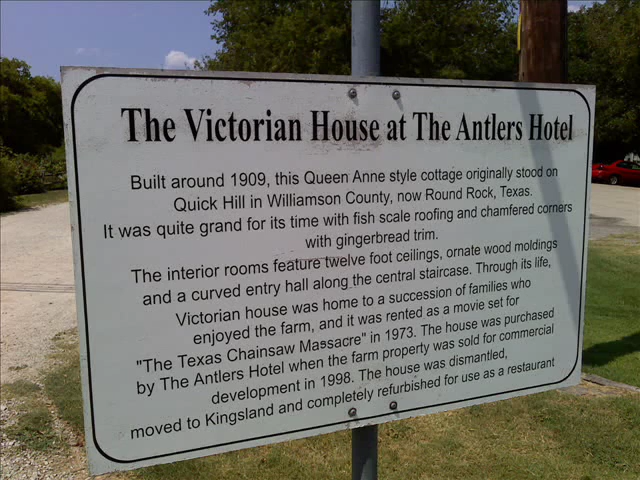 The Victorian House at The Antlers Hotel
Built around 1909, this Queen Anne style cottage originally stood on
Quick Hill in Williamson County, now Round Rock, Texas.
It was quite grand for its time with fish scale roofing and chamfered corners
with gingerbread trim.
The interior rooms feature twelve foot ceilings, ornate wood moldings
and a curved entry hall along the central staircase. Through its life,
Victorian house was home to a succession of families who
enjoyed the farm, and it was rented as a movie set for
"The Texas Chainsaw Massacre" in 1973. The house was purchased
by The Antlers Hotel when the farm property was sold for commercial
development in 1998. The house was dismantled,
moved to Kingsland and completely refurbished for use as a restaurant